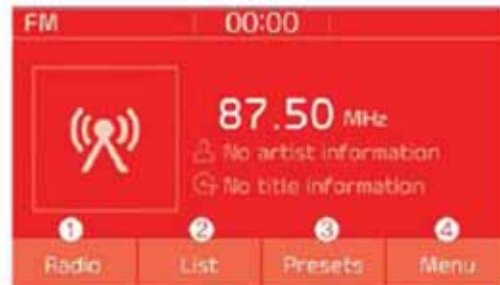 FM 00:00
87.50 MHz
No artist information
No title information
1 2 3 4
Radio List Presets Menu